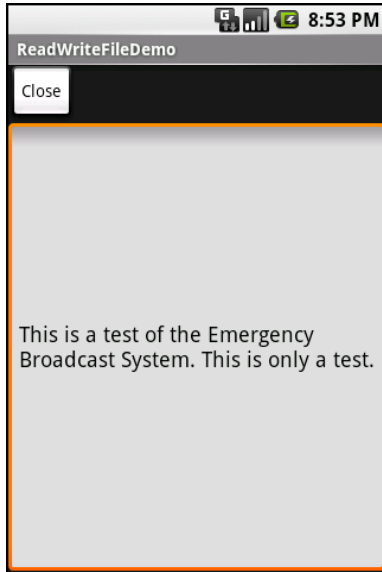 8:53 PM
ReadWriteFileDemo
Close
This is a test of the Emergency
Broadcast System. This is only a test.